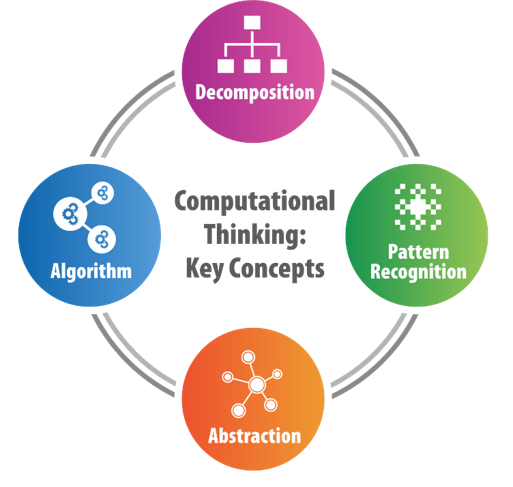 Decomposition
Computational
Thinking:
Key Concepts
Algorithm
Pattern
Recognition
Abstraction